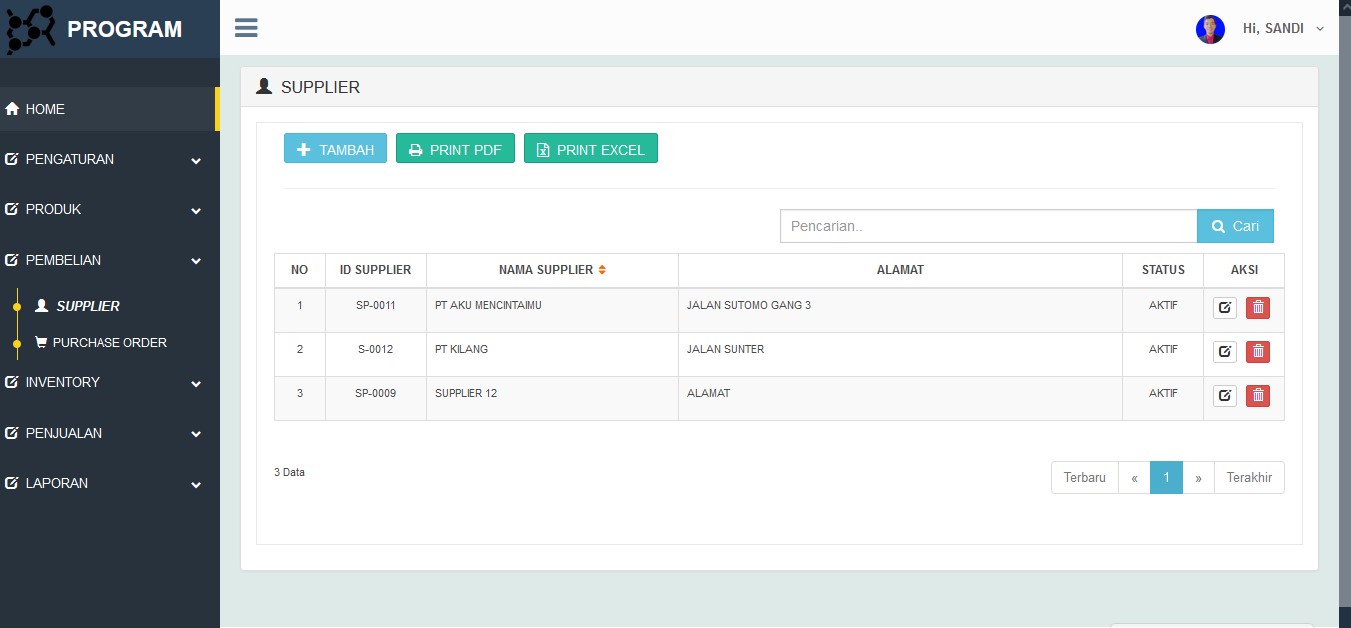 PROGRAM
Hi, SANDI
HOME
PENGATURAN
PRODUK
PEMBELIAN
SUPPLIER
PURCHASE ORDER
INVENTORY
PENJUALAN
LAPORAN
SUPPLIER
TAMBAH PRINT PDF PRINT EXCEL
Pencarian.. Cari
NO ID SUPPLIER NAMA SUPPLIER ALAMAT STATUS AKSI
1 SP-0011 PT AKU MENCINTAIMU JALAN SUTOMO GANG 3 AKTIF
2 S-0012 PT KILANG JALAN SUNTER AKTIF
3 SP-0009 SUPPLIER 12 ALAMAT AKTIF
3 Data
Terbaru « 1 » Terakhir